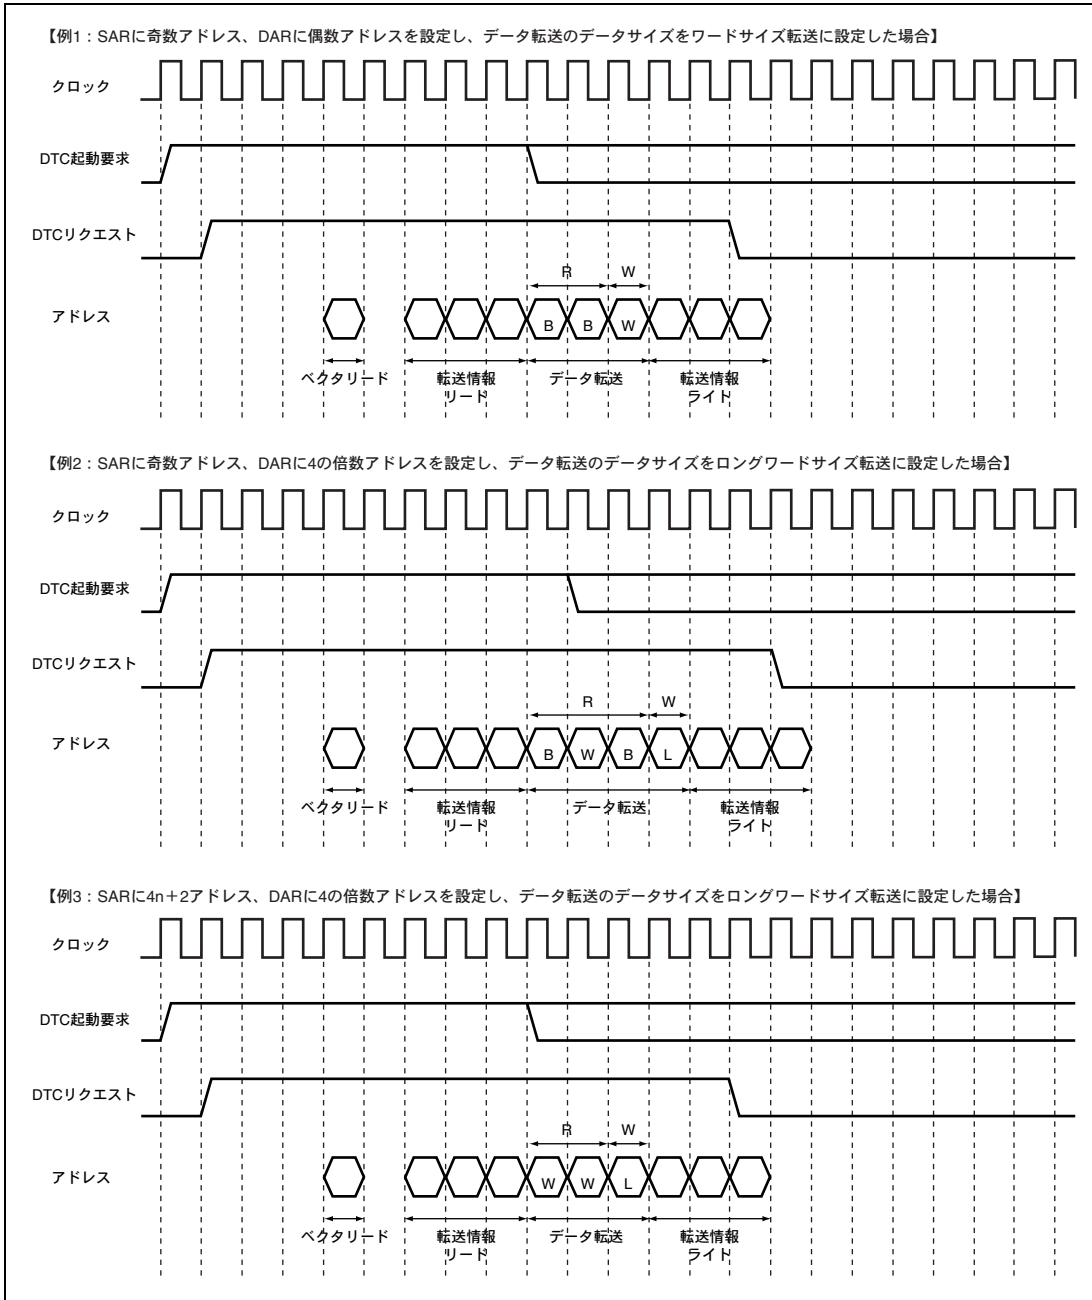 【例1：SARに奇数アドレス、DARに偶数アドレスを設定し、データ転送のデータサイズをワードサイズ転送に設定した場合】
クロック
DTC起動要求
DTCリクエスト
R W
アドレス
B B W
ベクタリード 転送情報 データ転送 転送情報
リード ライト
【例2：SARに奇数アドレス、DARに4の倍数アドレスを設定し、データ転送のデータサイズをロングワードサイズ転送に設定した場合】
クロック
DTC起動要求
DTCリクエスト
R W
アドレス
B W B L
ベクタリード 転送情報 データ転送 転送情報
リード ライト
【例3：SARに4n＋2アドレス、DARに4の倍数アドレスを設定し、データ転送のデータサイズをロングワードサイズ転送に設定した場合】
クロック
DTC起動要求
DTCリクエスト
R W
アドレス
W W L
ベクタリード 転送情報 データ転送 転送情報
リード ライト